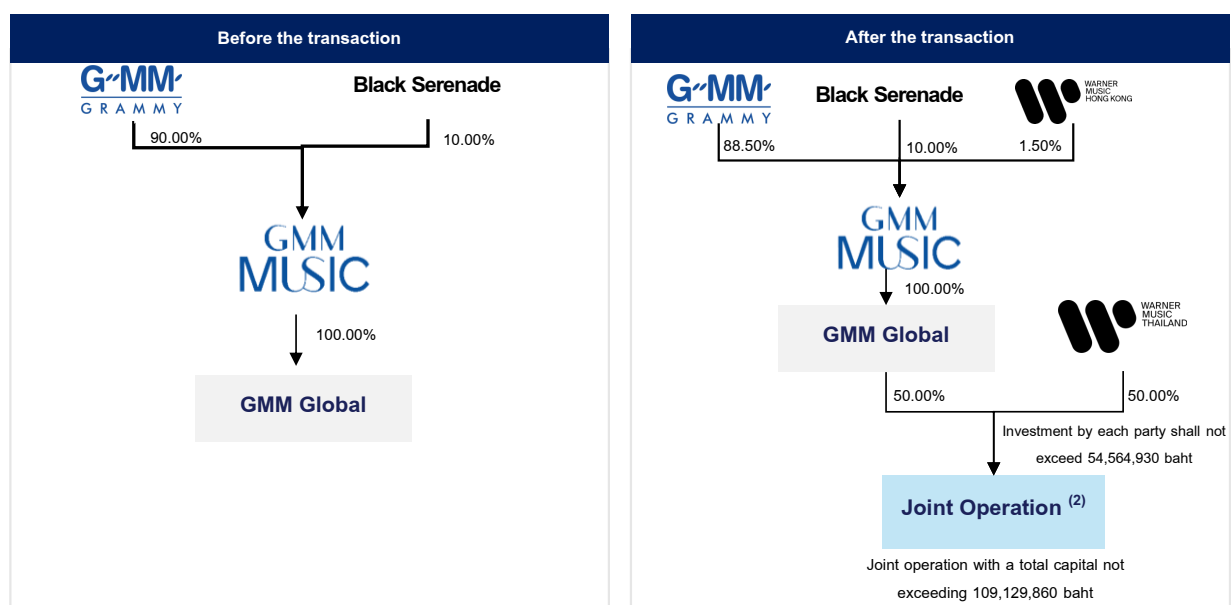 Before the transaction
G MM
GRAMMY
Black Serenade
90.00%
10.00%
GMM
MUSIC
100.00%
GMM Global
After the transaction
G MM
GRAMMY
Black Serenade
WARNER
MUSIC
HONG KONG
88.50%
10.00%
1.50%
GMM
MUSIC
100.00%
GMM Global
WARNER
MUSIC
THAILAND
50.00%
50.00%
Investment by each party shall not
exceed 54,564,930 baht
Joint Operation (2)
Joint operation with a total capital not
exceeding 109,129,860 baht